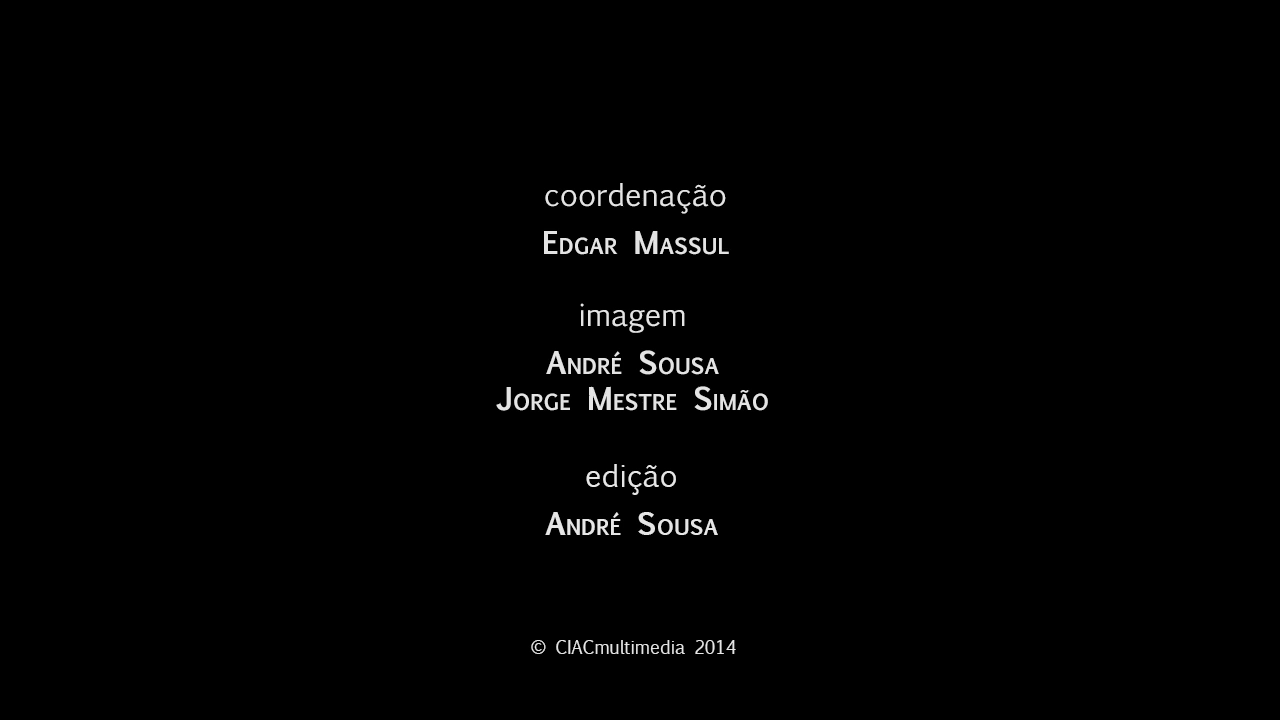 coordenação
Edgar Massul
imagem
André Sousa
Jorge Mestre Simão
edição
André Sousa
© CIACmultimedia 2014